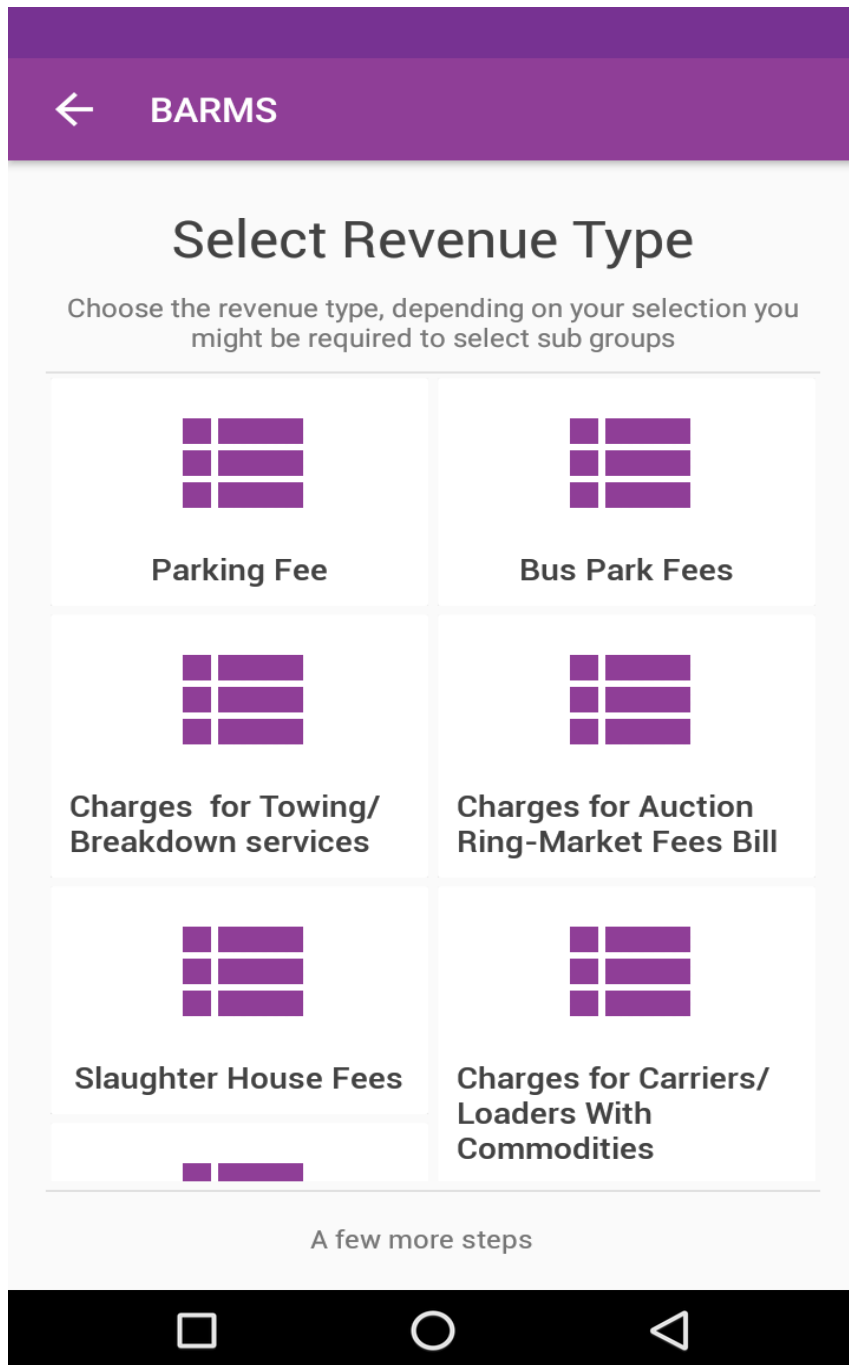 BARMS
Select Revenue Type
Choose the revenue type, depending on your selection you
might be required to select sub groups
Parking Fee
Bus Park Fees
Charges  for Towing/
Breakdown services
Charges for Auction
Ring-Market Fees Bill
Slaughter House Fees
Charges for Carriers/
Loaders With
Commodities
A few more steps